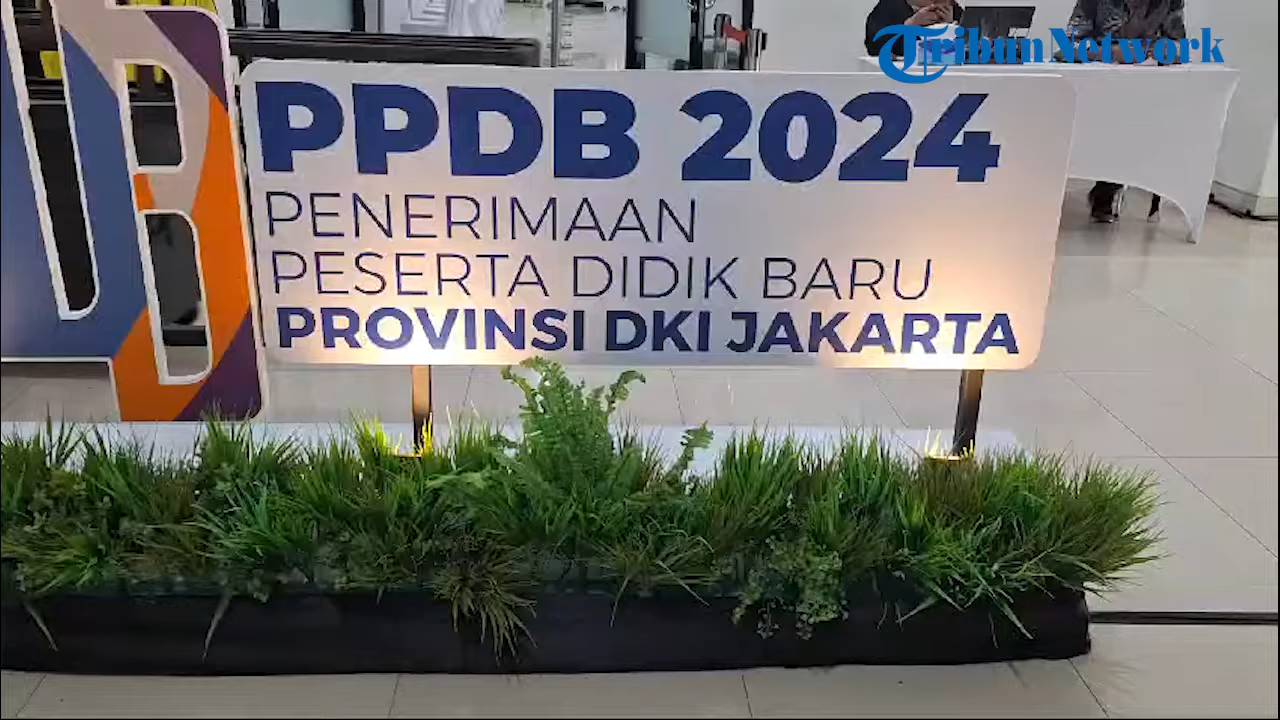 Tribun Network
PPDB 2024
PENERIMAAN
PESERTA DIDIK BARU
PROVINSI DKI JAKARTA